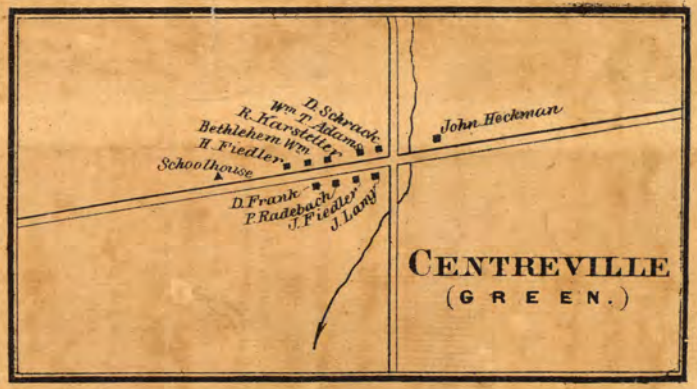 D. Schrack
Wm T. Adams
R. Karstetter
Bethlehem Wm
H. Fiedler
Schoolhouse
John Heckman
D. Frank
P. Radebach
J. Fiedler
J. Lamy
CENTREVILLE
(GREEN.)